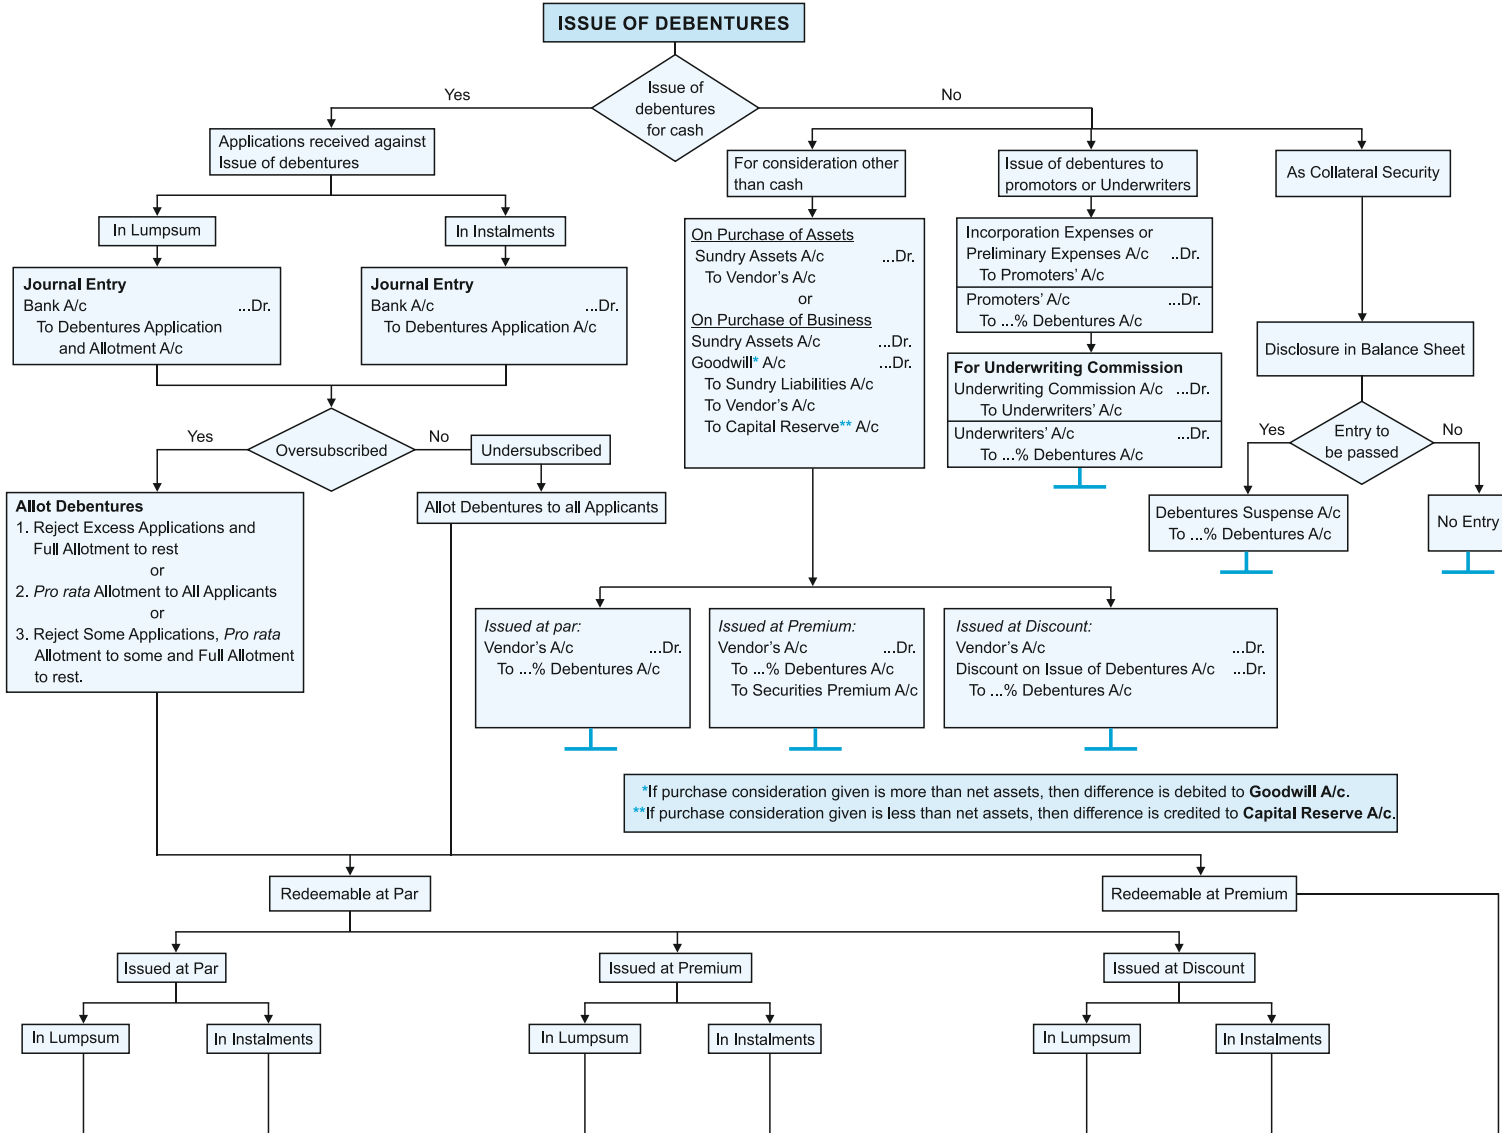 ISSUE OF DEBENTURES
Issue of
debentures
for cash
Yes
No
Applications received against
Issue of debentures
In Lumpsum
In Instalments
Journal Entry
Bank A/c ...Dr.
To Debentures Application
and Allotment A/c
Journal Entry
Bank A/c ...Dr.
To Debentures Application A/c
Oversubscribed
Yes
No
Undersubscribed
Allot Debentures to all Applicants
Allot Debentures
1. Reject Excess Applications and
Full Allotment to rest
or
2. Pro rata Allotment to All Applicants
or
3. Reject Some Applications, Pro rata
Allotment to some and Full Allotment
to rest.
For consideration other
than cash
On Purchase of Assets
Sundry Assets A/c ...Dr.
To Vendor's A/c
or
On Purchase of Business
Sundry Assets A/c ...Dr.
Goodwill* A/c ...Dr.
To Sundry Liabilities A/c
To Vendor's A/c
To Capital Reserve** A/c
Issue of debentures to
promotors or Underwriters
Incorporation Expenses or
Preliminary Expenses A/c ...Dr.
To Promoters' A/c
Promoters' A/c ...Dr.
To ...% Debentures A/c
For Underwriting Commission
Underwriting Commission A/c ...Dr.
To Underwriters' A/c
Underwriters' A/c ...Dr.
To ...% Debentures A/c
As Collateral Security
Disclosure in Balance Sheet
Entry to
be passed
Yes
No
Debentures Suspense A/c
To ...% Debentures A/c
No Entry
Issued at par:
Vendor's A/c ...Dr.
To ...% Debentures A/c
Issued at Premium:
Vendor's A/c ...Dr.
To ...% Debentures A/c
To Securities Premium A/c
Issued at Discount:
Vendor's A/c ...Dr.
Discount on Issue of Debentures A/c ...Dr.
To ...% Debentures A/c
*If purchase consideration given is more than net assets, then difference is debited to Goodwill A/c.
**If purchase consideration given is less than net assets, then difference is credited to Capital Reserve A/c.
Redeemable at Par
Redeemable at Premium
Issued at Par
Issued at Premium
Issued at Discount
In Lumpsum
In Instalments
In Lumpsum
In Instalments
In Lumpsum
In Instalments